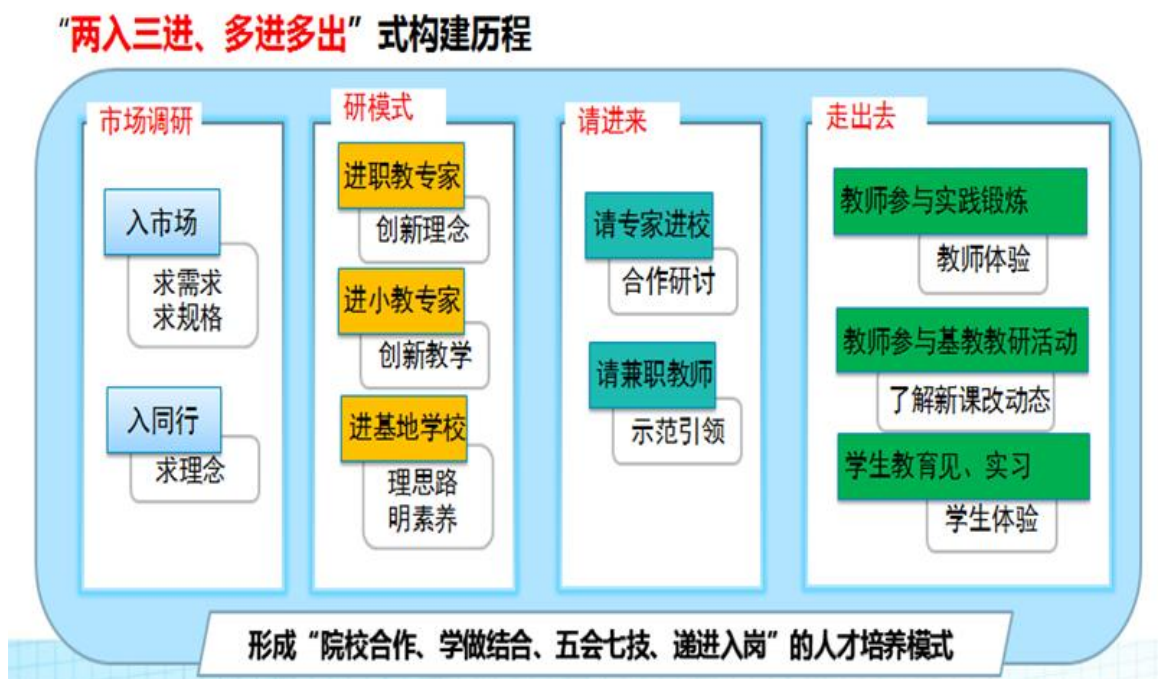 “两入三进、多进多出”式构建历程
市场调研
入市场
求需求
求规格
入同行
求理念
研模式
进职教专家
创新理念
进小教专家
创新教学
进基地学校
理思路
明素养
请进来
请专家进校
合作研讨
请兼职教师
示范引领
走出去
教师参与实践锻炼
教师体验
教师参与基教教研活动
了解新课改动态
学生教育见、实习
学生体验
形成“院校合作、学做结合、五会七技、递进入岗”的人才培养模式